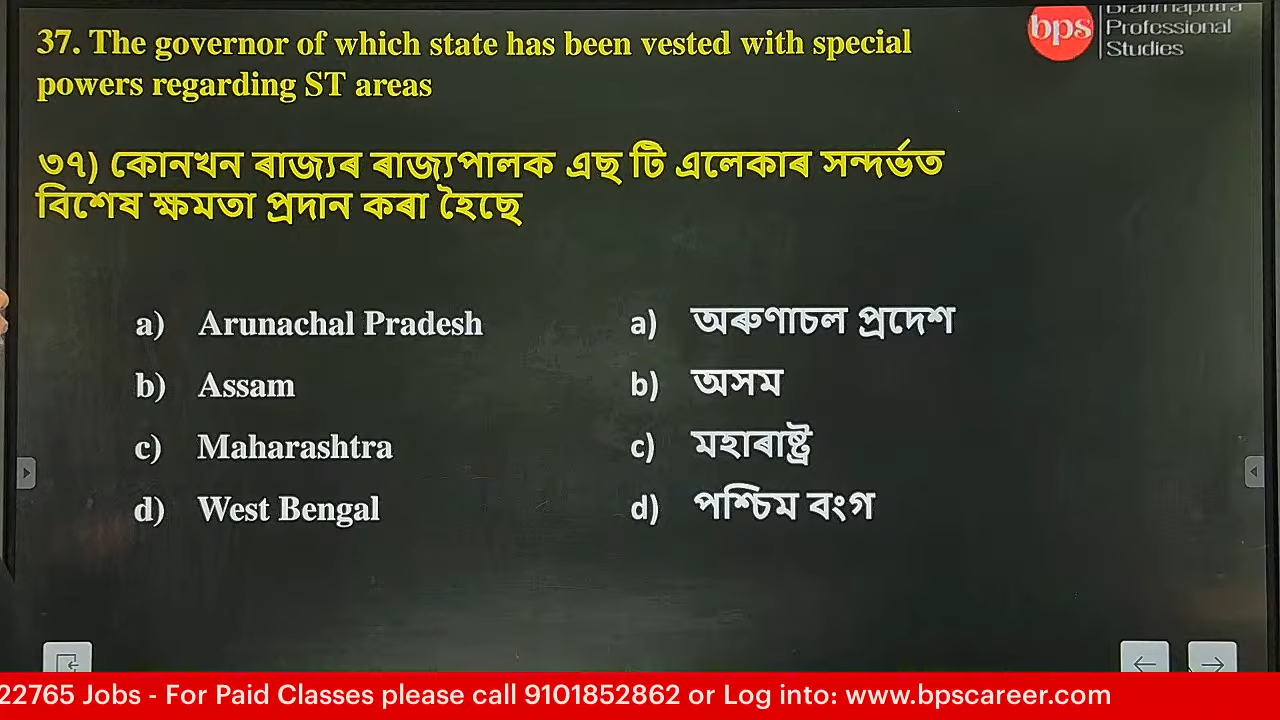 37. The governor of which state has been vested with special
powers regarding ST areas
bps
Brahmaputra
Professional
Studies
৩৭) কোনখন ৰাজ্যৰ ৰাজ্যপালক এছ টি এলেকাৰ সন্দৰ্ভত
বিশেষ ক্ষমতা প্ৰদান কৰা হৈছে
a) Arunachal Pradesh
b) Assam
c) Maharashtra
d) West Bengal
a) অৰুণাচল প্ৰদেশ
b) অসম
c) মহাৰাষ্ট্ৰ
d) পশ্চিম বংগ
22765 Jobs - For Paid Classes please call 9101852862 or Log into: www.bpscareer.com